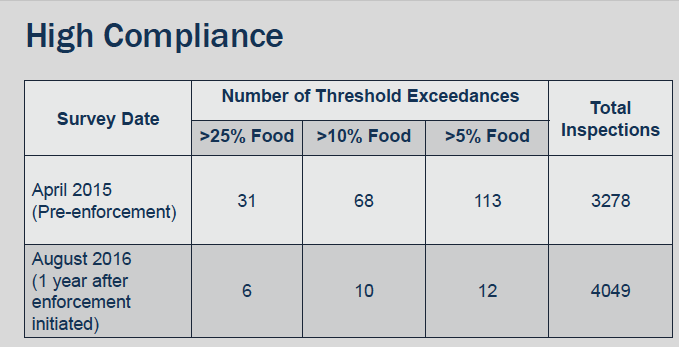 High Compliance
Survey Date
Number of Threshold Exceedances
Total
Inspections
>25% Food
>10% Food
>5% Food
April 2015
(Pre-enforcement)
31
68
113
3278
August 2016
(1 year after
enforcement
initiated)
6
10
12
4049